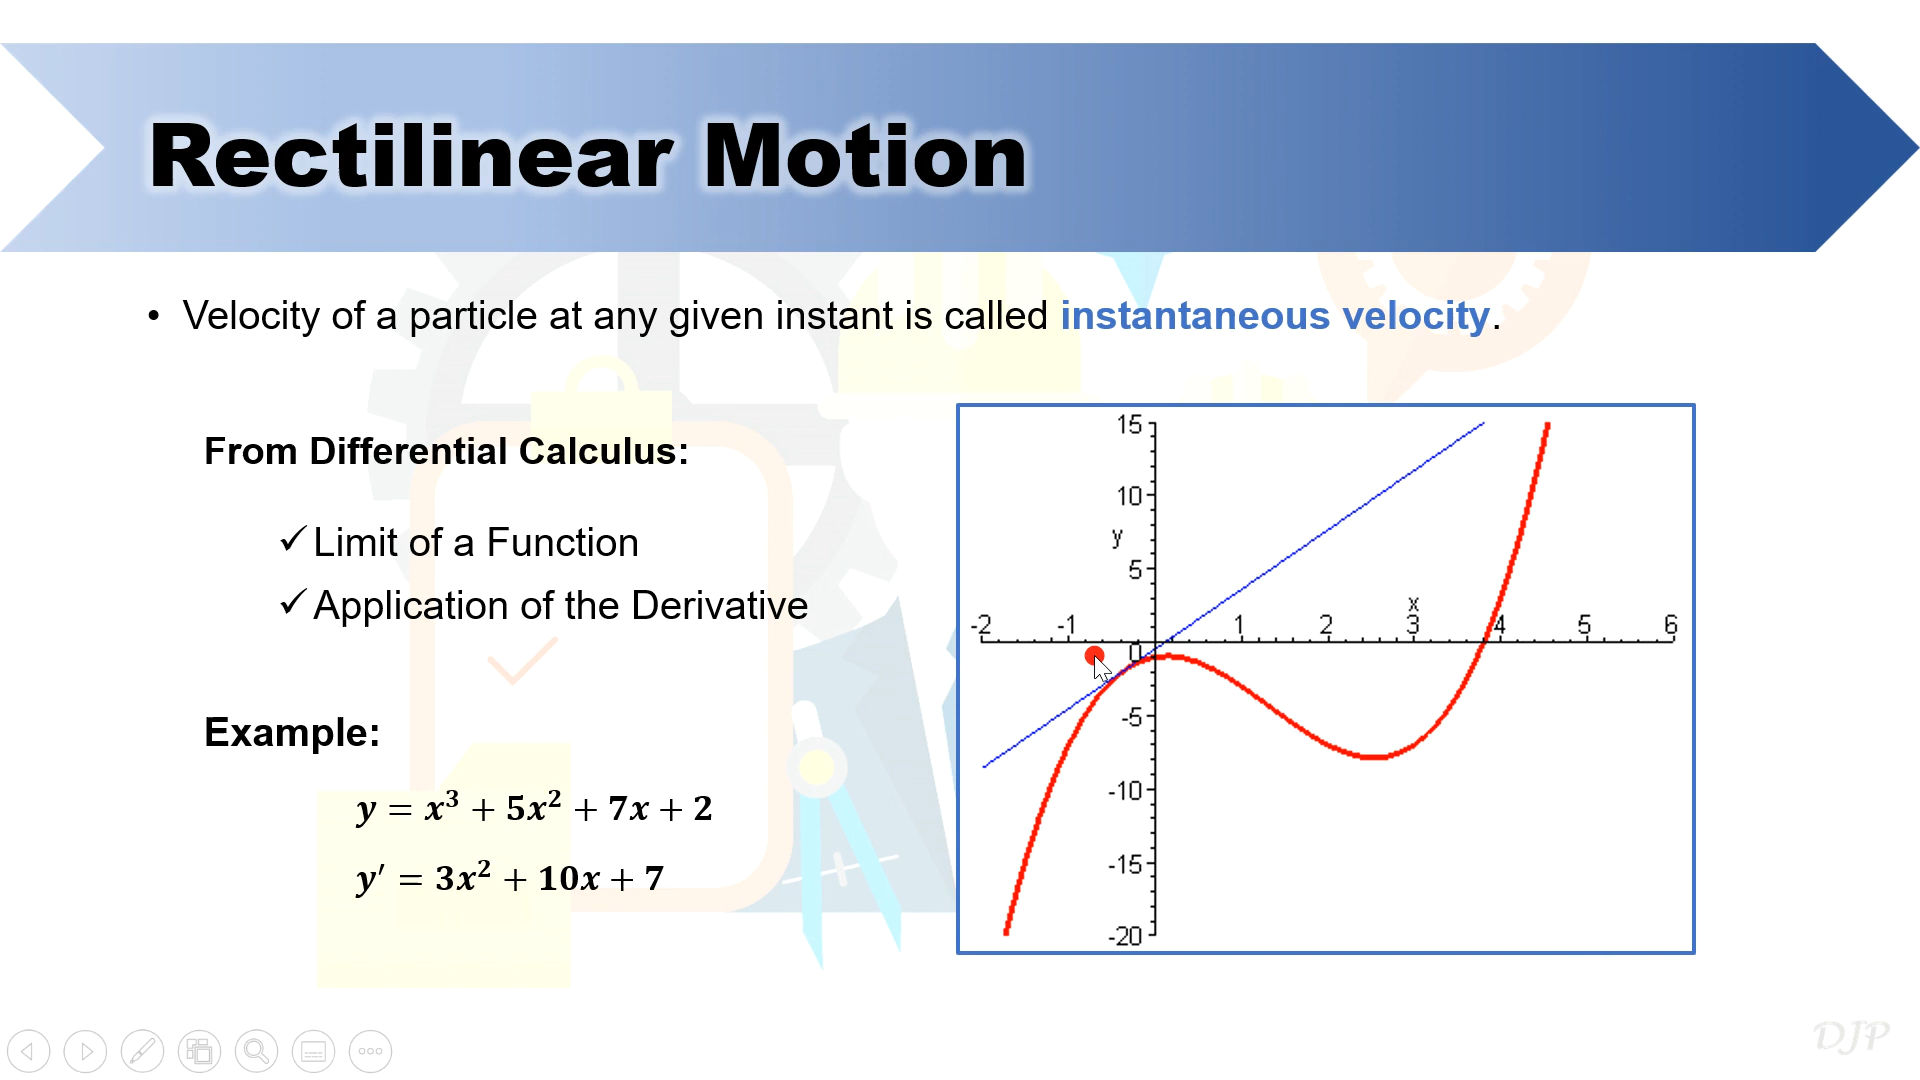 Rectilinear Motion
• Velocity of a particle at any given instant is called instantaneous velocity.
From Differential Calculus:
✓ Limit of a Function
✓ Application of the Derivative
Example:
y = x³ + 5x² + 7x + 2
y′ = 3x² + 10x + 7
15
10
y
5
x
-2 -1 1 2 3 4 5 6
0
-5
-10
-15
-20
DJP